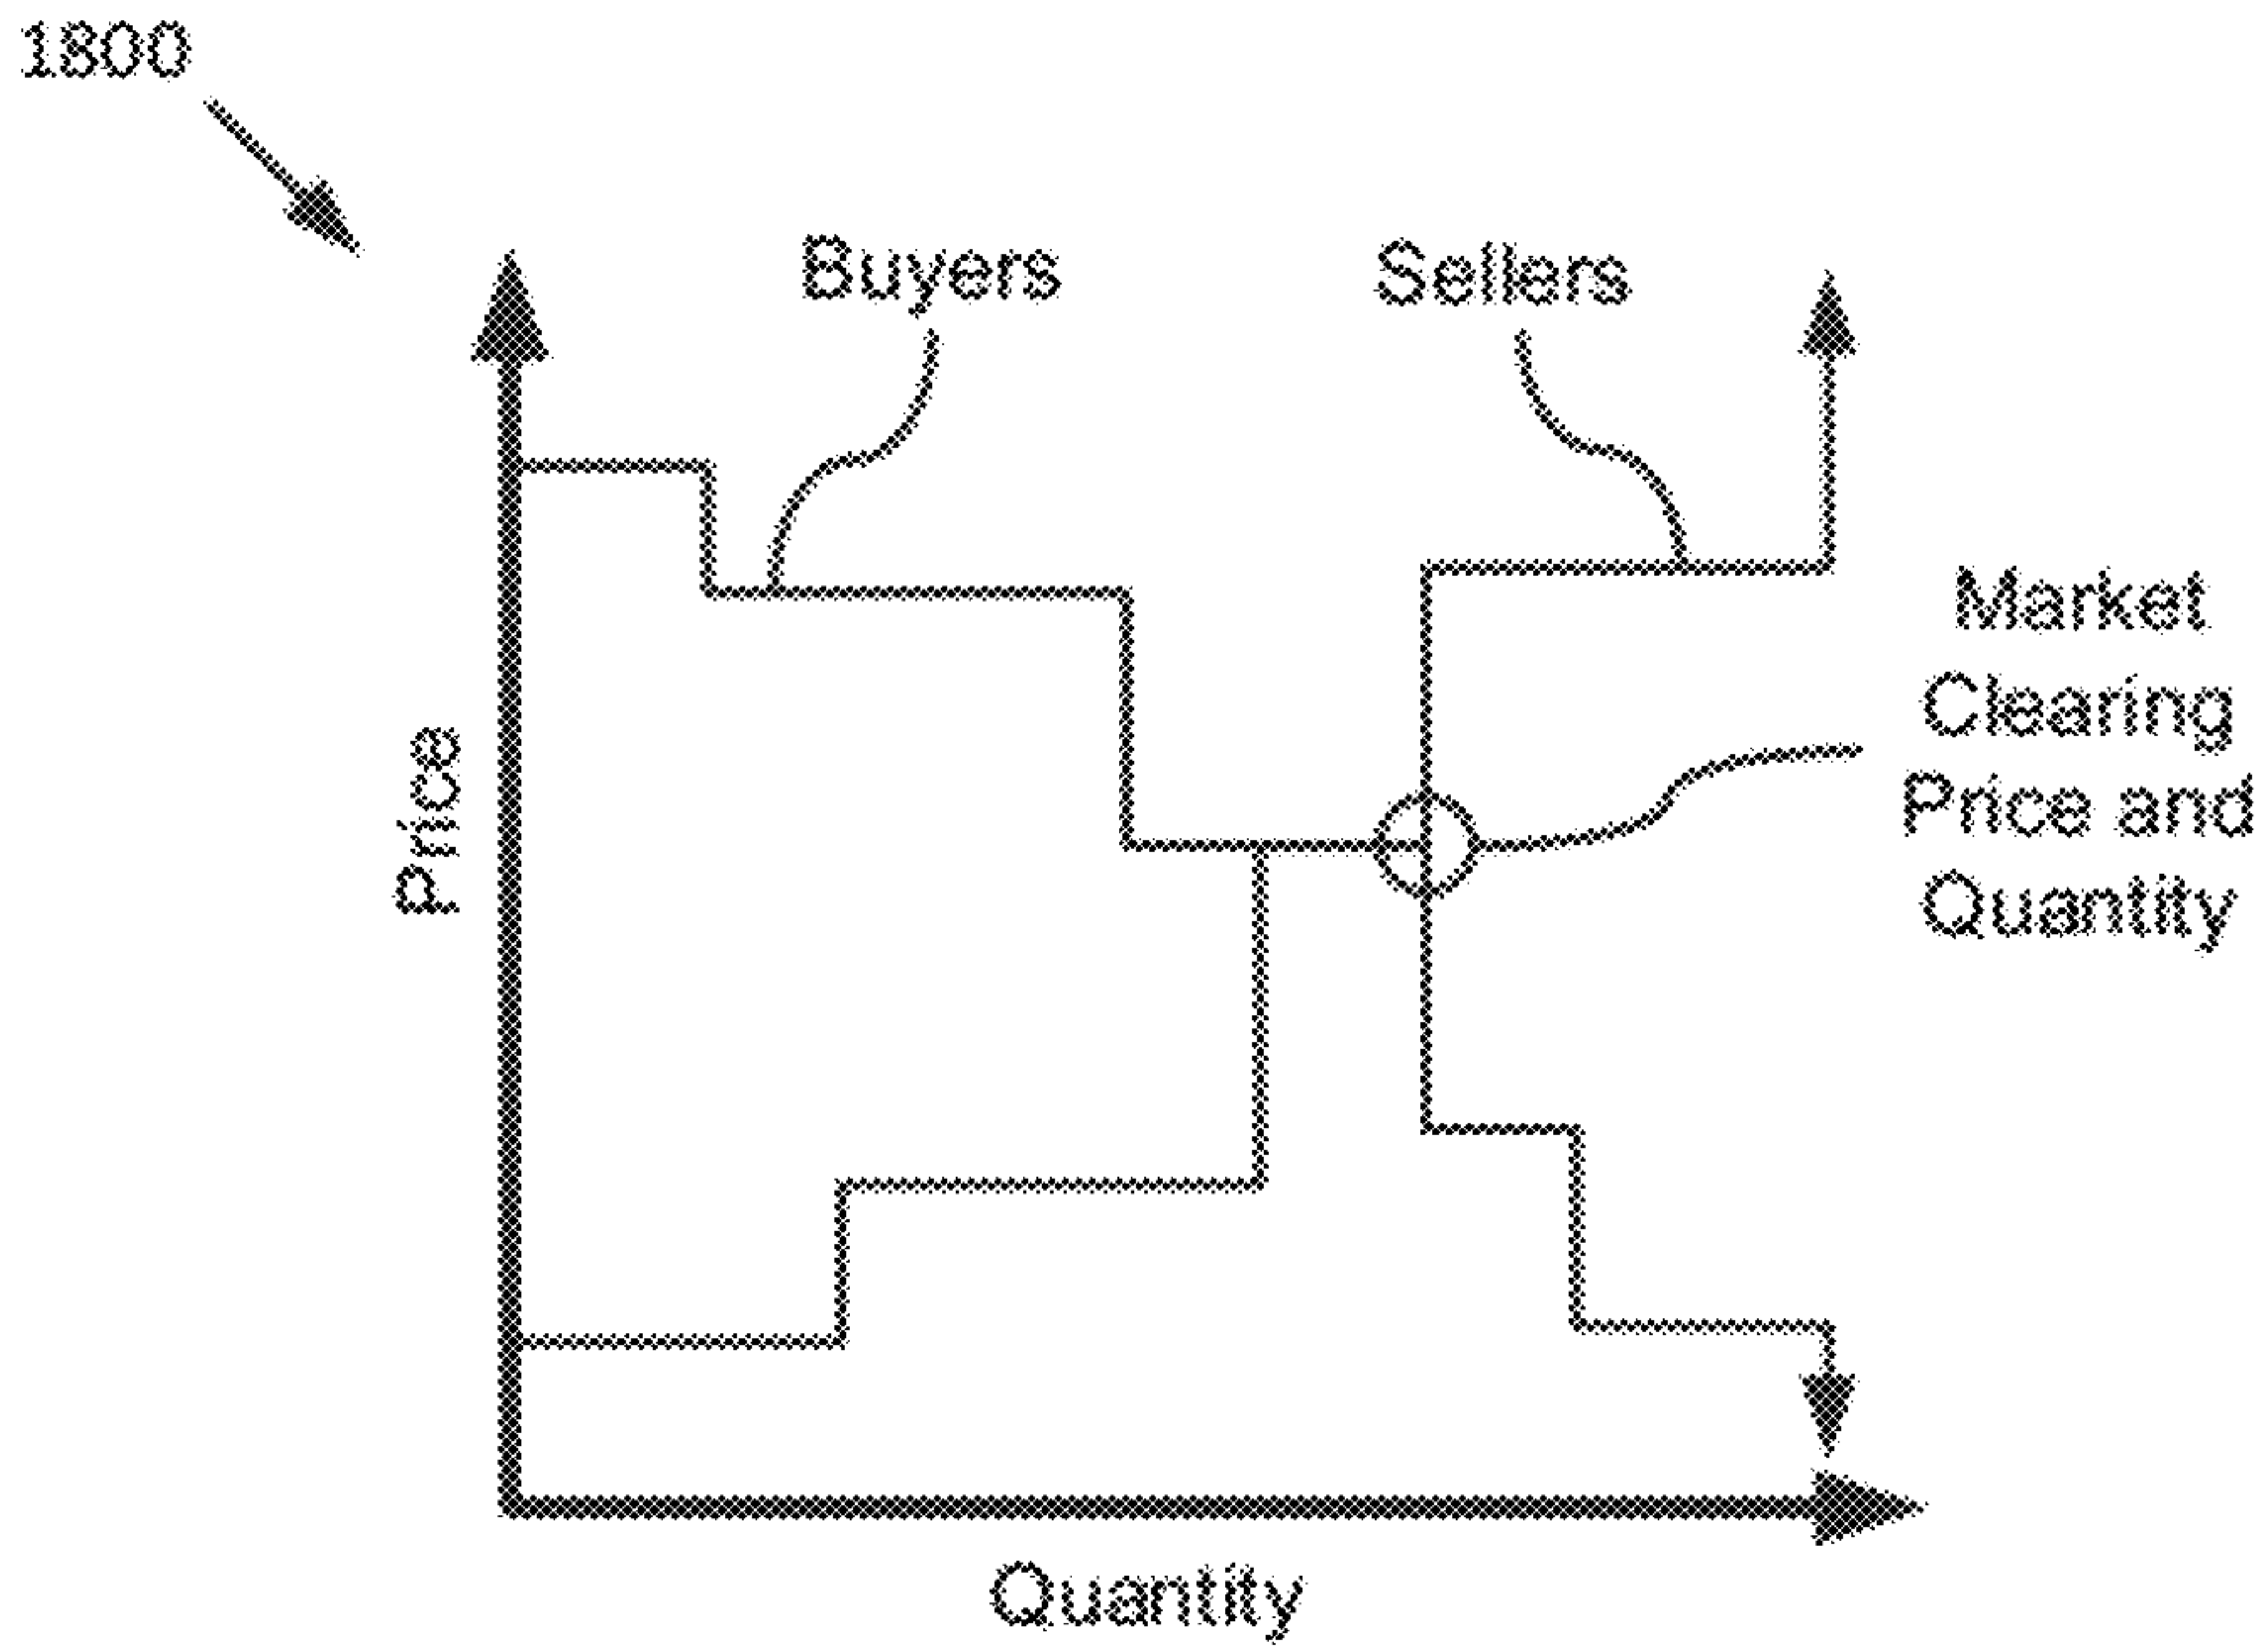 1800
Buyers
Sellers
Market
Clearing
Price and
Quantity
Price
Quantity